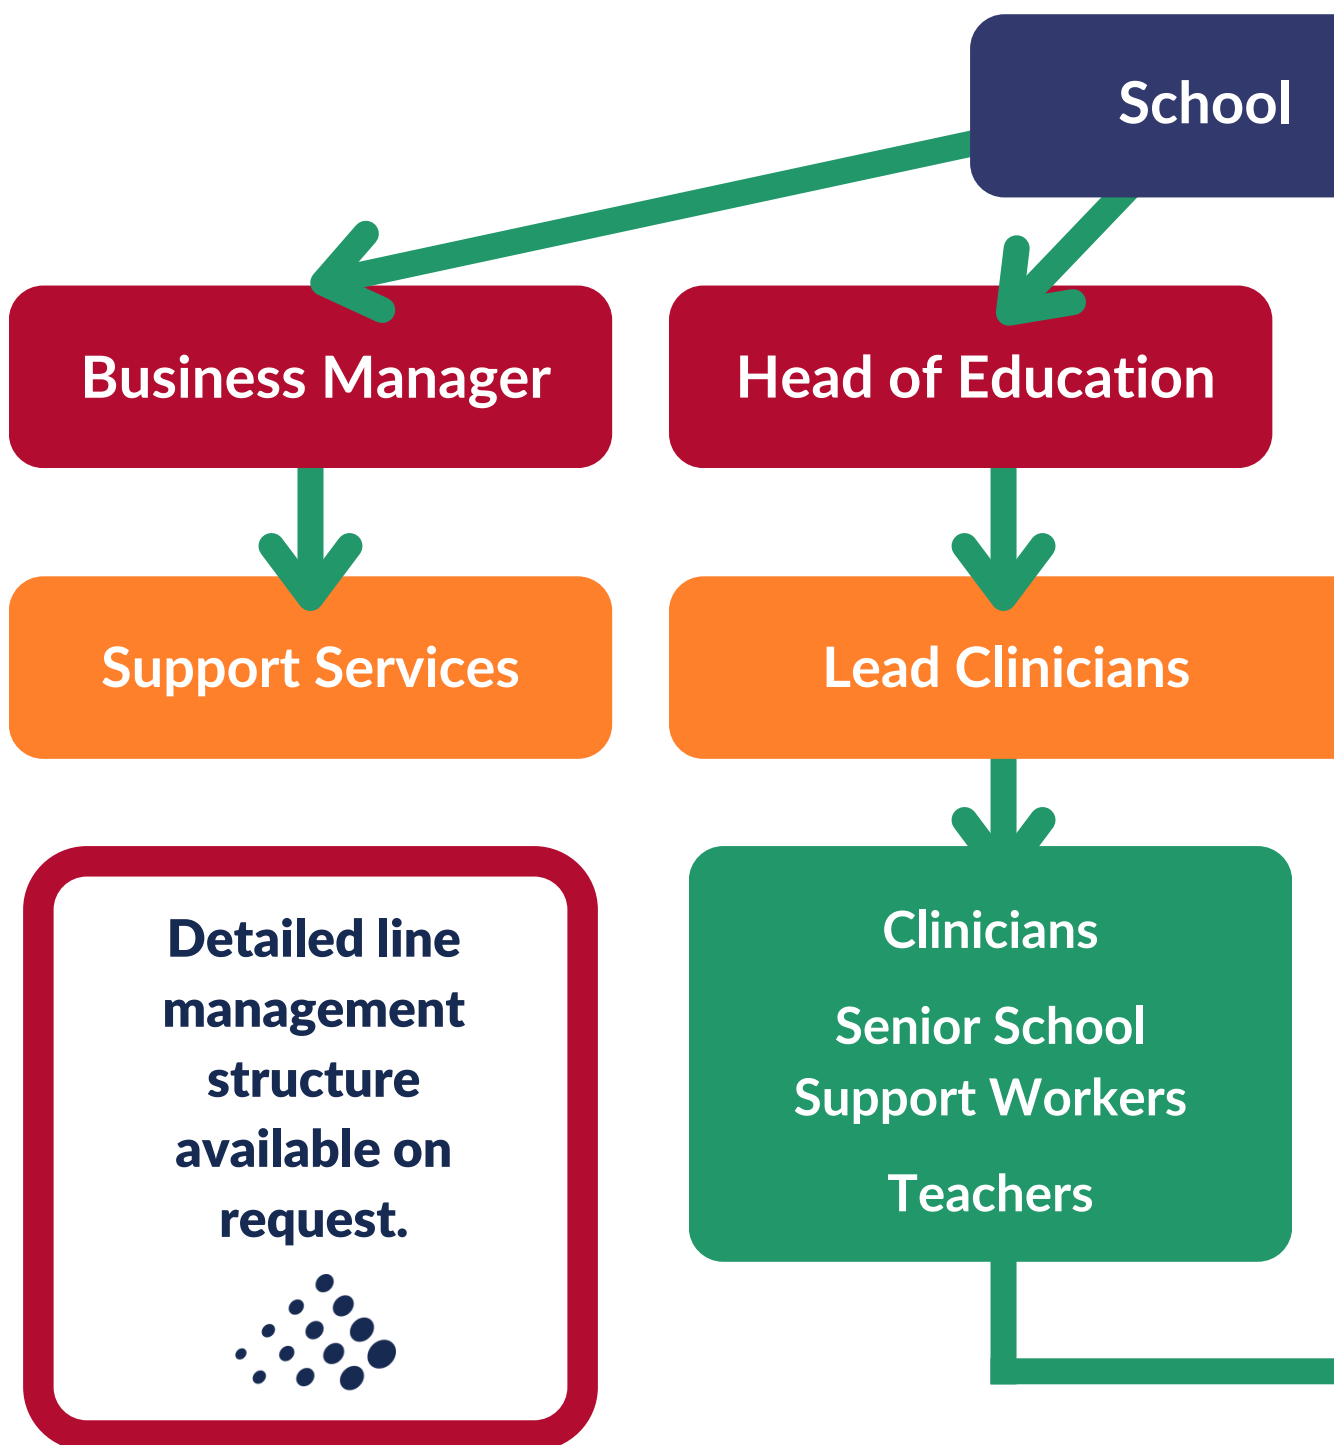 School
Business Manager
Head of Education
Support Services
Lead Clinicians
Detailed line
management
structure
available on
request.
Clinicians
Senior School
Support Workers
Teachers